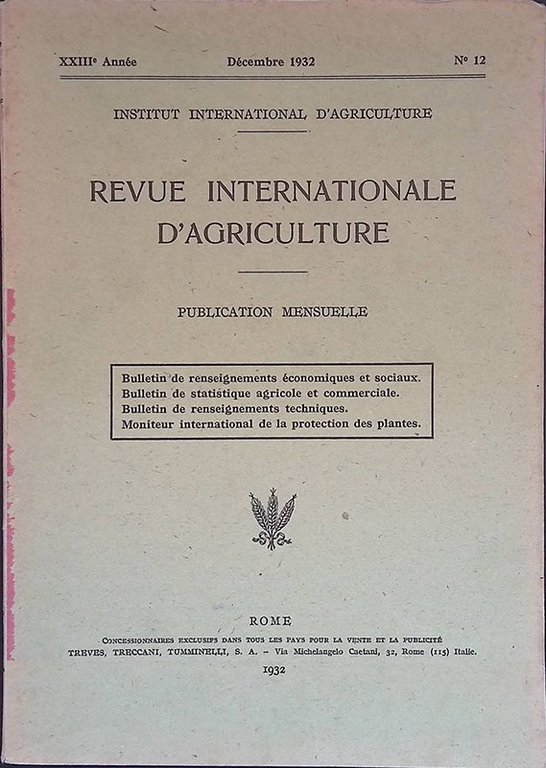 XXIIIe Année Décembre 1932 No 12
INSTITUT INTERNATIONAL D'AGRICULTURE
REVUE INTERNATIONALE
D'AGRICULTURE
PUBLICATION MENSUELLE
Bulletin de renseignements économiques et sociaux.
Bulletin de statistique agricole et commerciale.
Bulletin de renseignements techniques.
Moniteur international de la protection des plantes.
ROME
CONCESSIONNAIRES EXCLUSIFS DANS TOUS LES PAYS POUR LA VENTE ET LA PUBLICITÉ
TREVES, TRECCANI, TUMMINELLI, S. A. – Via Michelangelo Caetani, 32, Rome (115) Italie.
1932